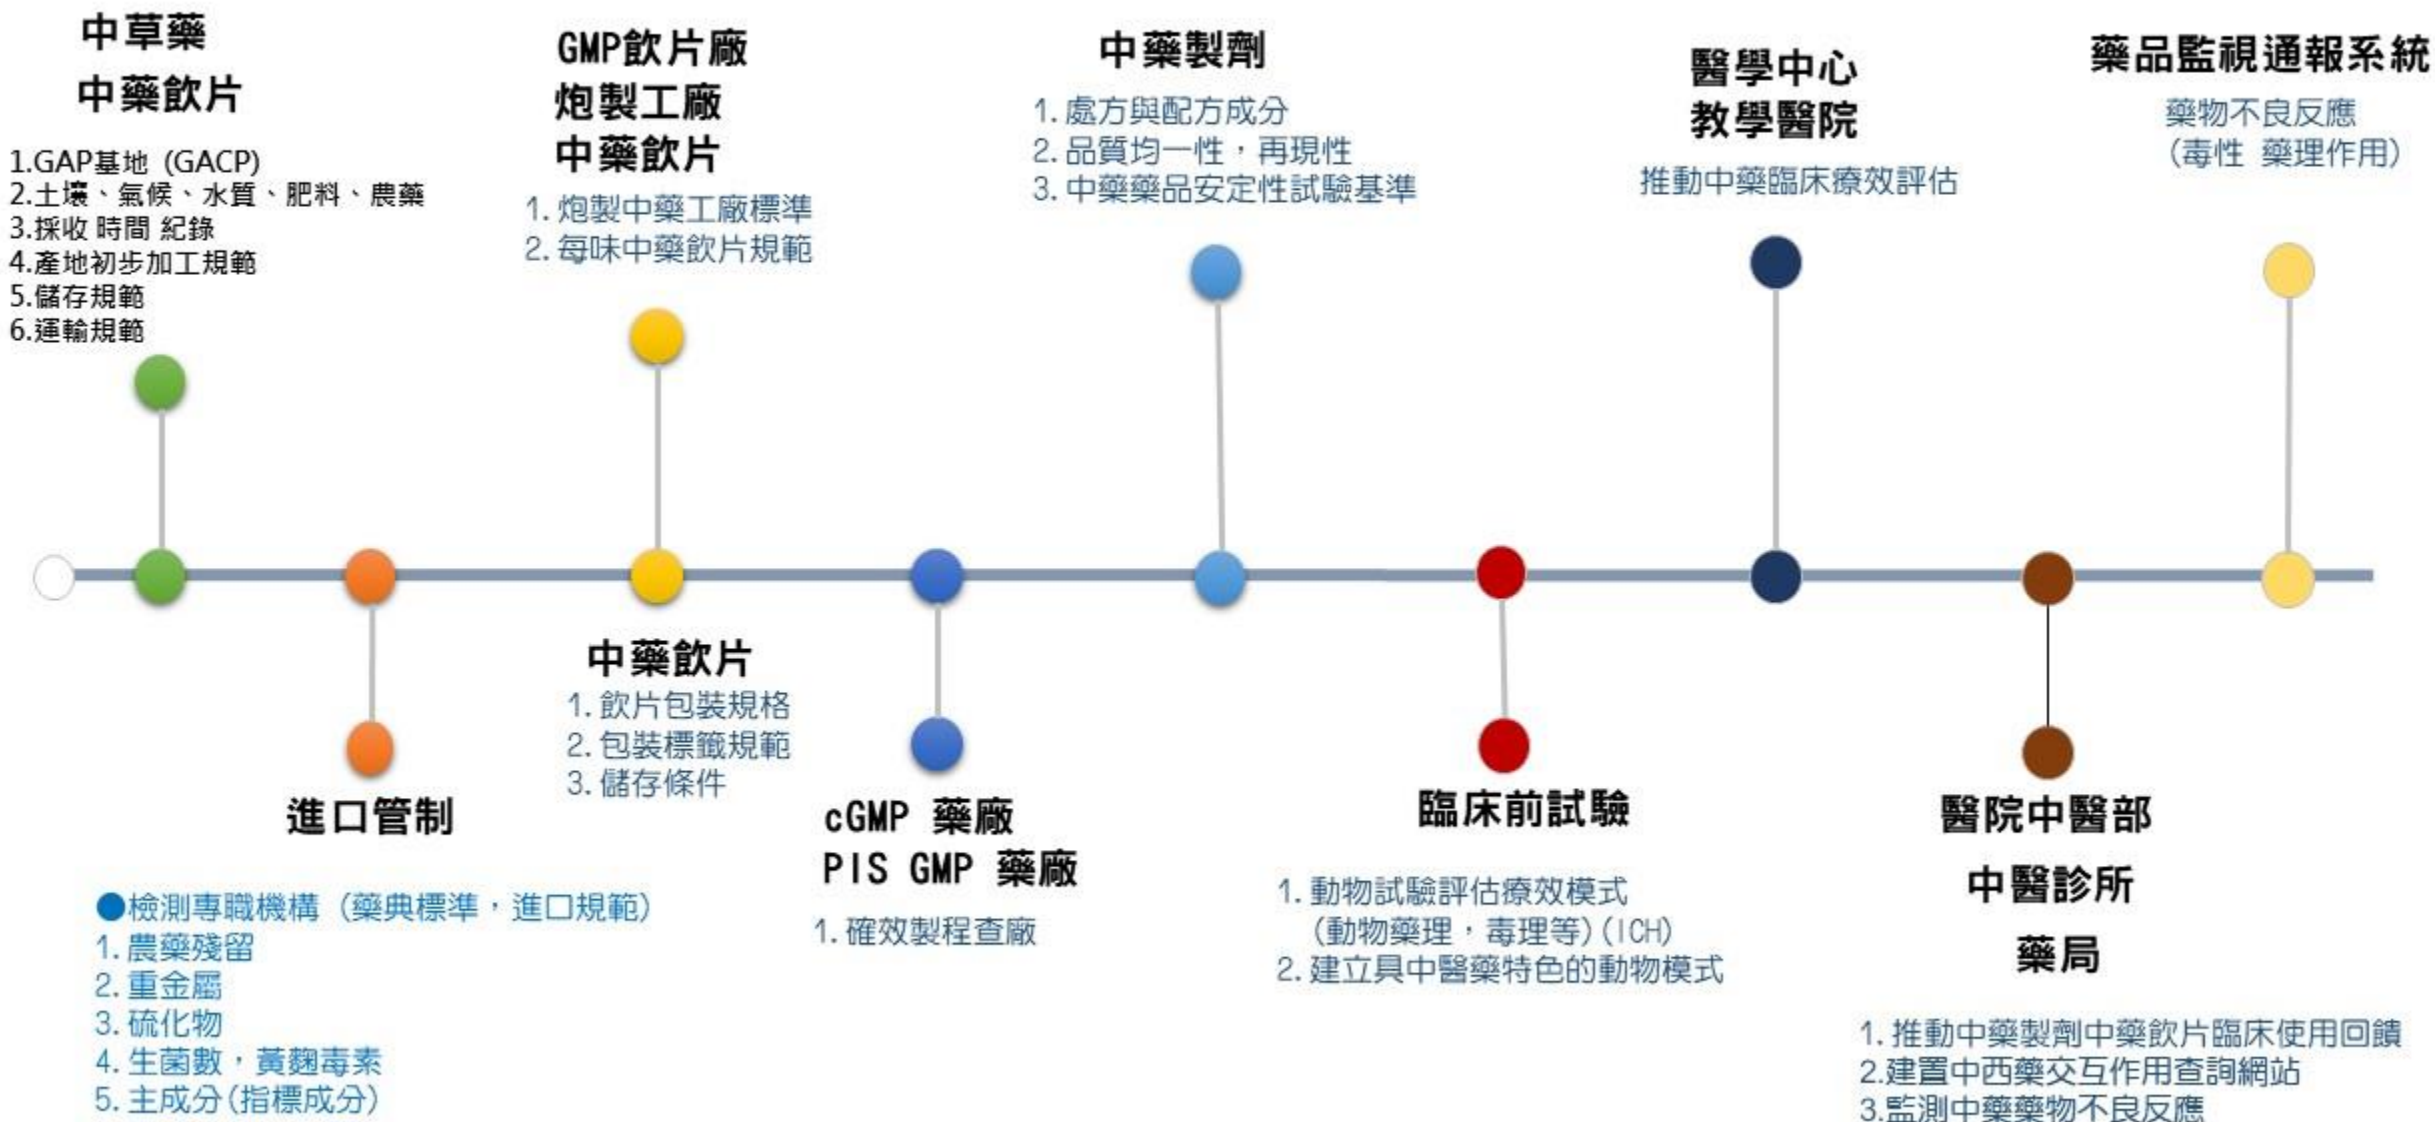 中草藥
中藥飲片
1.GAP基地 (GACP)
2.土壤、氣候、水質、肥料、農藥
3.採收 時間 紀錄
4.產地初步加工規範
5.儲存規範
6.運輸規範
進口管制
●檢測專職機構 (藥典標準，進口規範)
1. 農藥殘留
2. 重金屬
3. 硫化物
4. 生菌數，黃麴毒素
5. 主成分(指標成分)
GMP飲片廠
炮製工廠
中藥飲片
1. 炮製中藥工廠標準
2. 每味中藥飲片規範
中藥飲片
1. 飲片包裝規格
2. 包裝標籤規範
3. 儲存條件
cGMP 藥廠
PIS GMP 藥廠
1. 確效製程查廠
中藥製劑
1. 處方與配方成分
2. 品質均一性，再現性
3. 中藥藥品安定性試驗基準
臨床前試驗
1. 動物試驗評估療效模式
(動物藥理，毒理等)(ICH)
2. 建立具中醫藥特色的動物模式
醫學中心
教學醫院
推動中藥臨床療效評估
醫院中醫部
中醫診所
藥局
1. 推動中藥製劑中藥飲片臨床使用回饋
2.建置中西藥交互作用查詢網站
3.監測中藥藥物不良反應
藥品監視通報系統
藥物不良反應
(毒性 藥理作用)